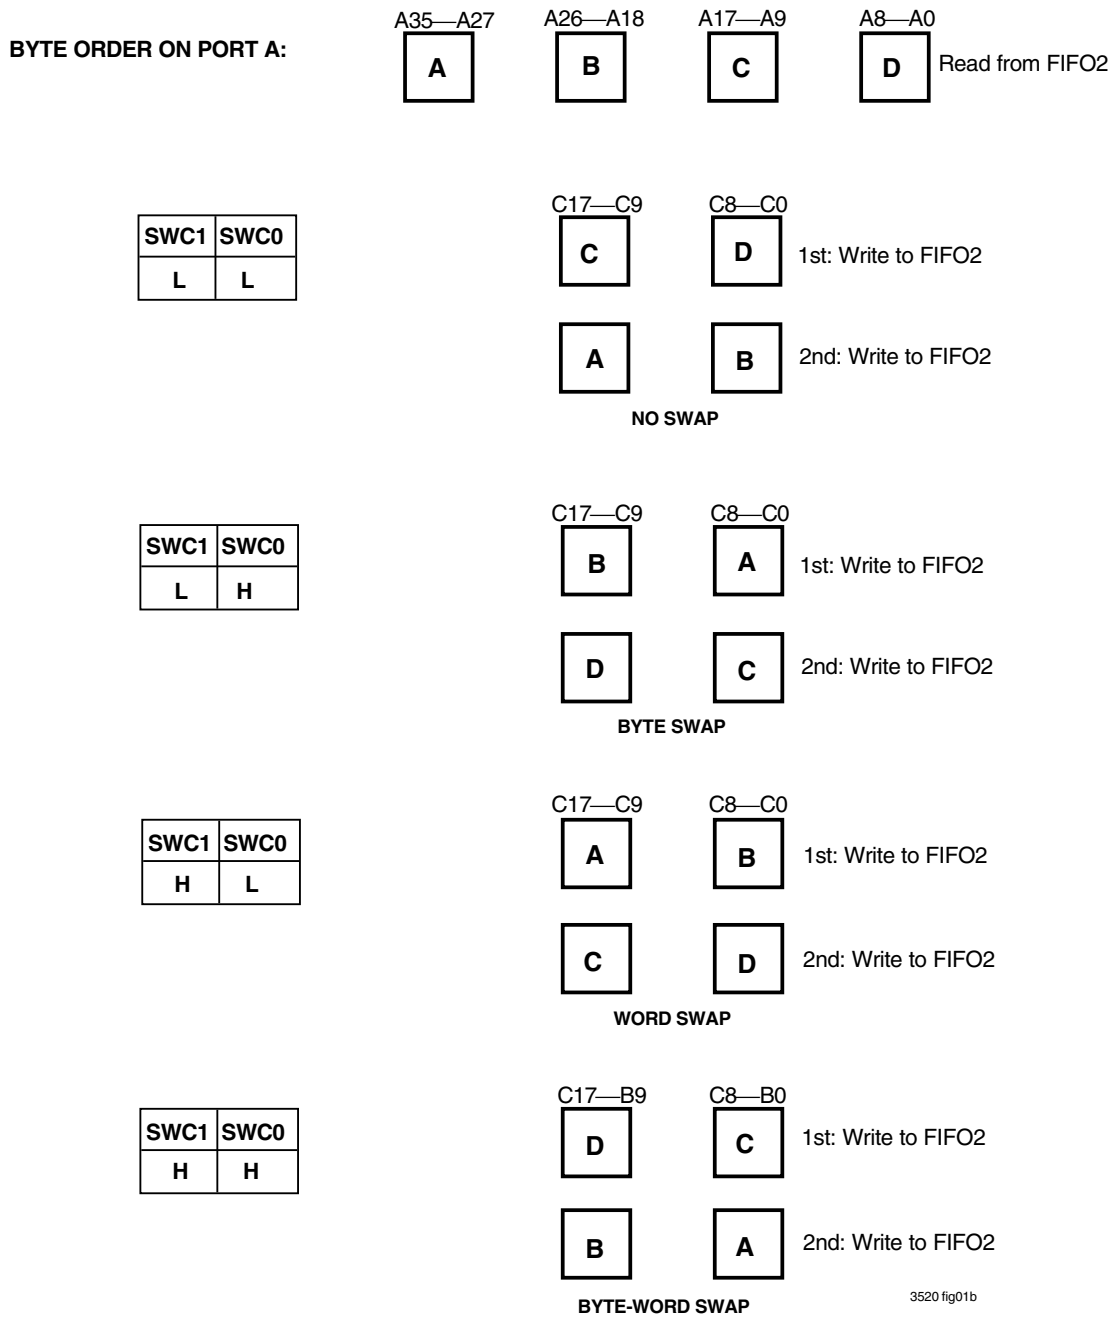 A35—A27 A26—A18 A17—A9 A8—A0
BYTE ORDER ON PORT A: A B C D Read from FIFO2
C17—C9 C8—C0
SWC1 SWC0 C D 1st: Write to FIFO2
L L
A B 2nd: Write to FIFO2
NO SWAP
C17—C9 C8—C0
SWC1 SWC0 B A 1st: Write to FIFO2
L H
D C 2nd: Write to FIFO2
BYTE SWAP
C17—C9 C8—C0
SWC1 SWC0 A B 1st: Write to FIFO2
H L
C D 2nd: Write to FIFO2
WORD SWAP
C17—B9 C8—B0
SWC1 SWC0 D C 1st: Write to FIFO2
H H
B A 2nd: Write to FIFO2
3520 fig01b
BYTE-WORD SWAP